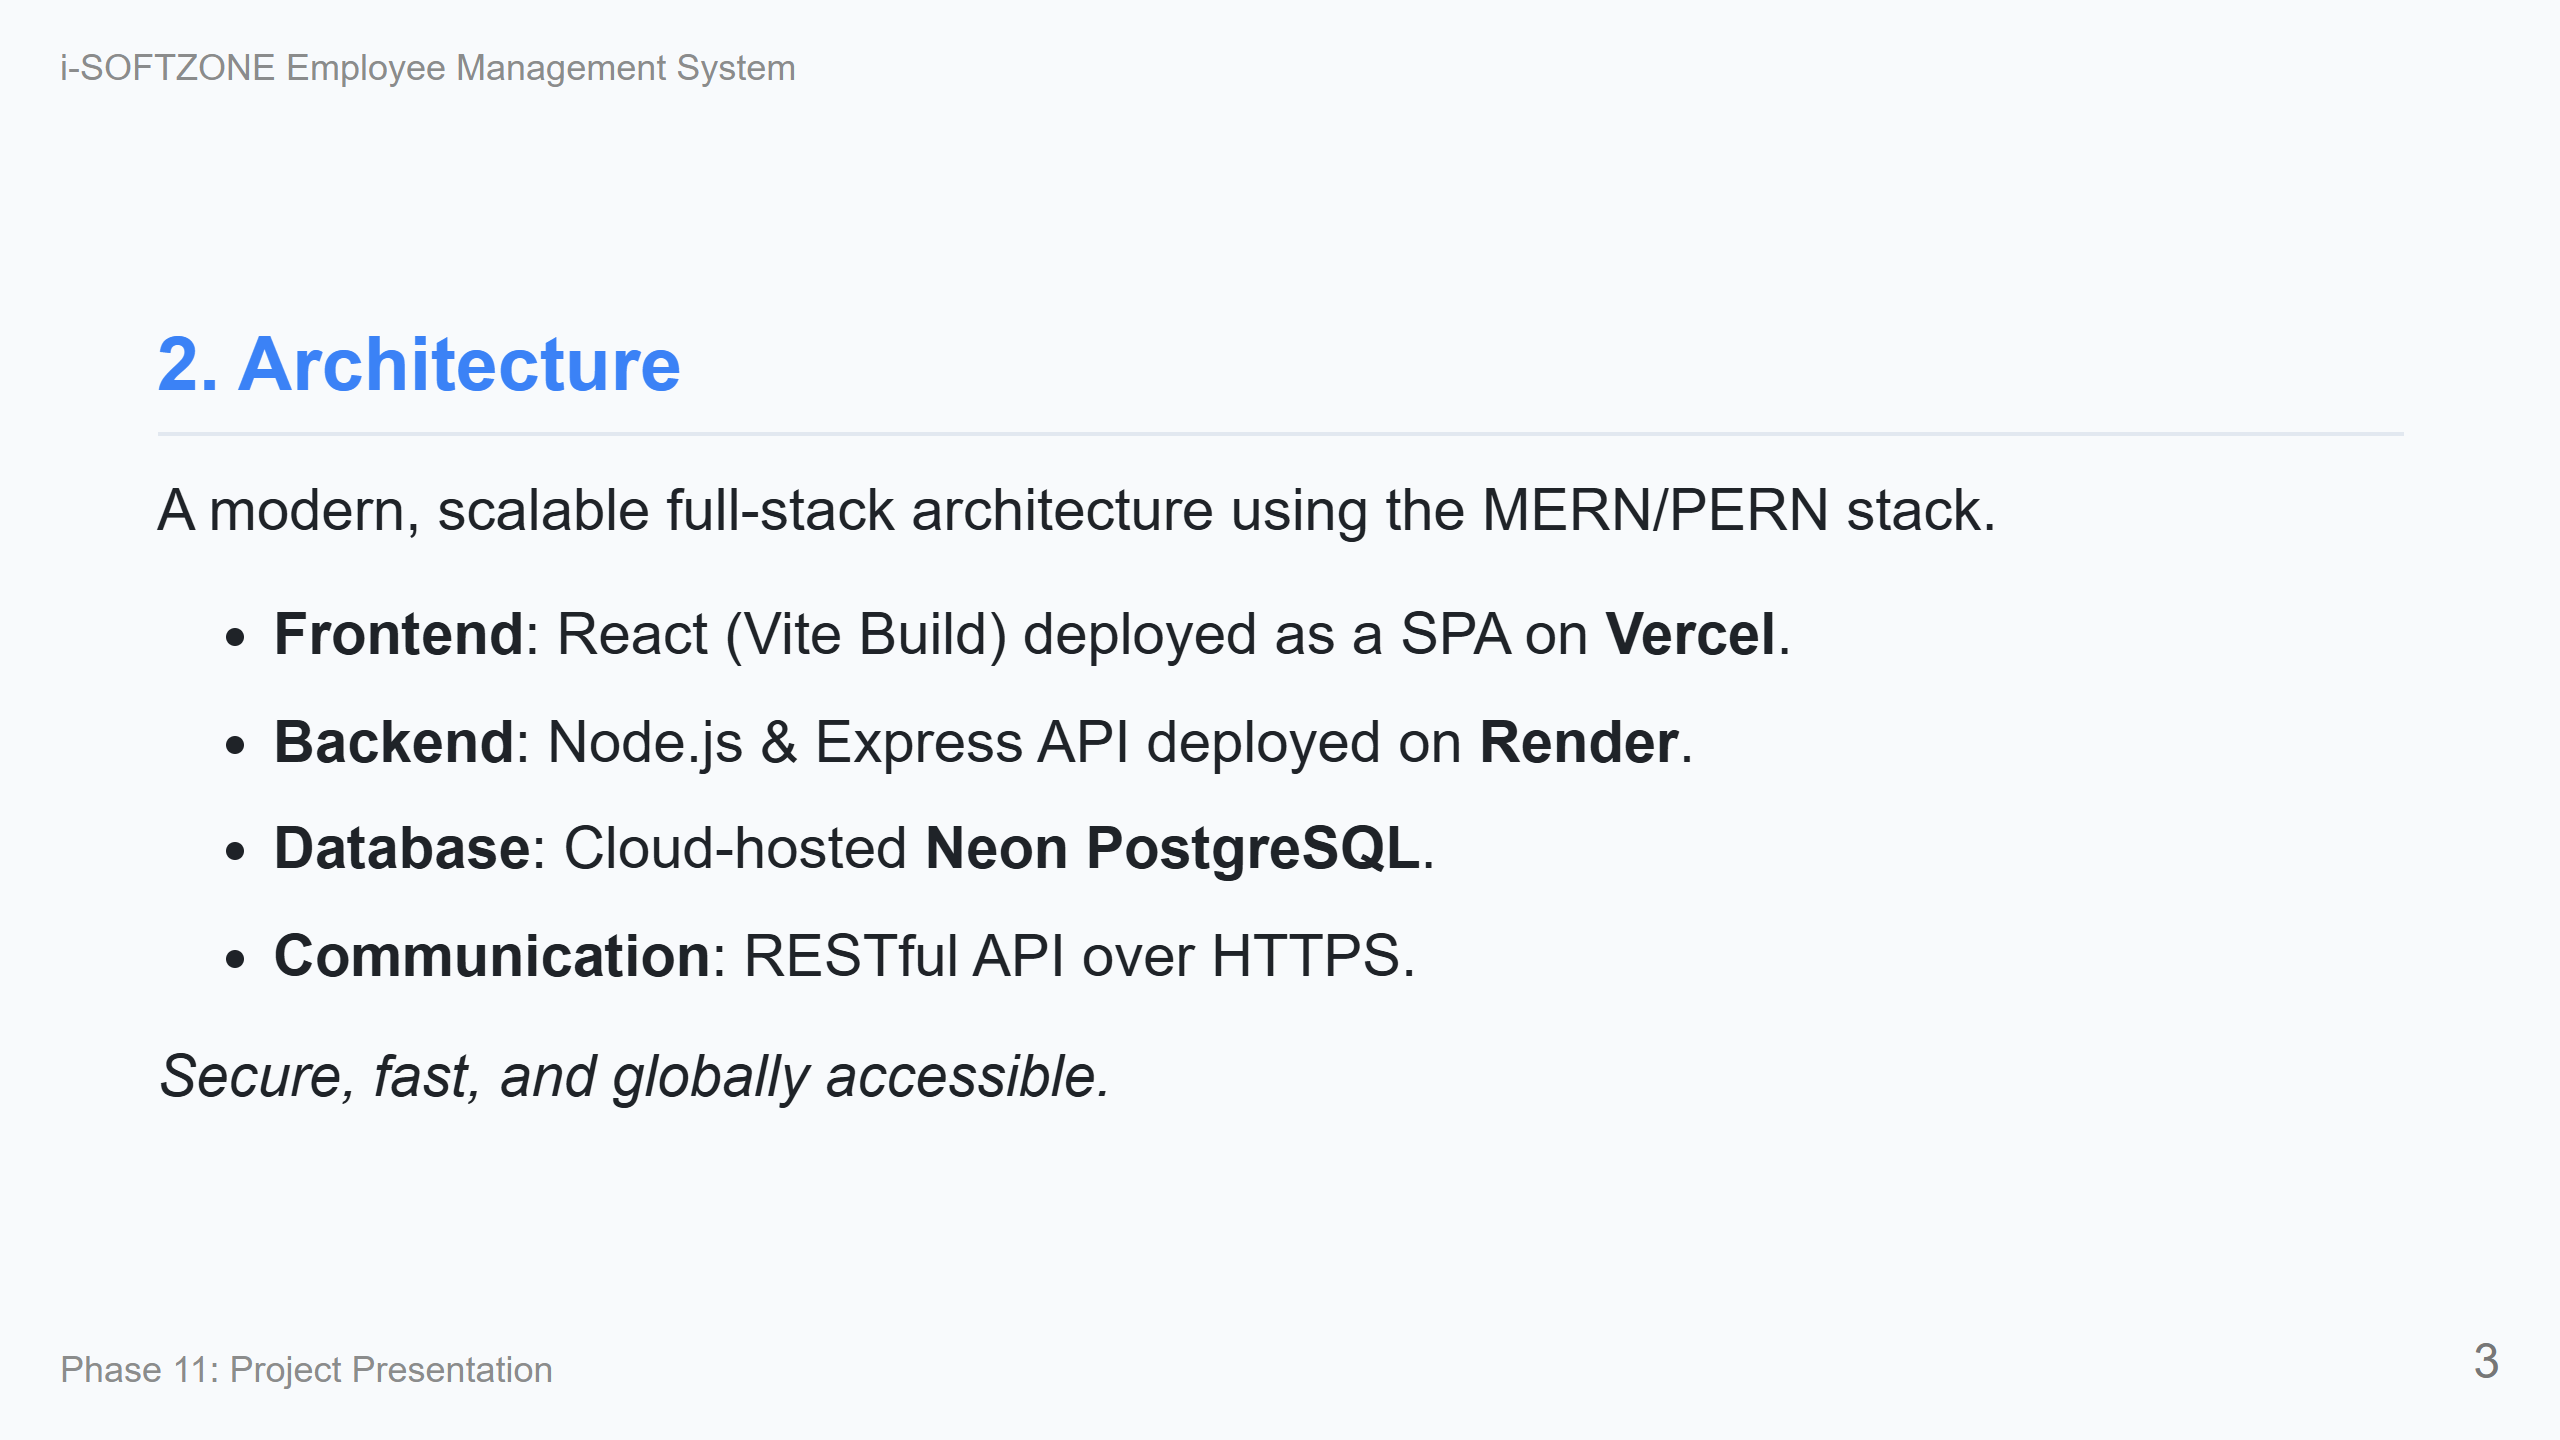 i-SOFTZONE Employee Management System
2. Architecture
A modern, scalable full-stack architecture using the MERN/PERN stack.
• Frontend: React (Vite Build) deployed as a SPA on Vercel.
• Backend: Node.js & Express API deployed on Render.
• Database: Cloud-hosted Neon PostgreSQL.
• Communication: RESTful API over HTTPS.
Secure, fast, and globally accessible.
Phase 11: Project Presentation
3